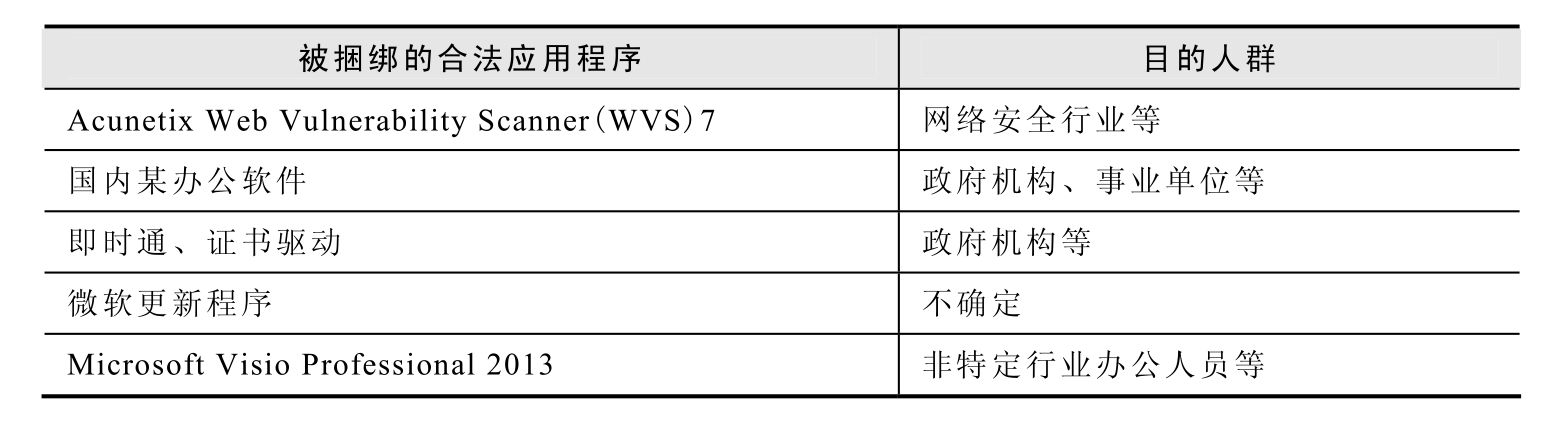 被捆绑的合法应用程序 目的人群
Acunetix Web Vulnerability Scanner(WVS)7 网络安全行业等
国内某办公软件 政府机构、事业单位等
即时通、证书驱动 政府机构等
微软更新程序 不确定
Microsoft Visio Professional 2013 非特定行业办公人员等